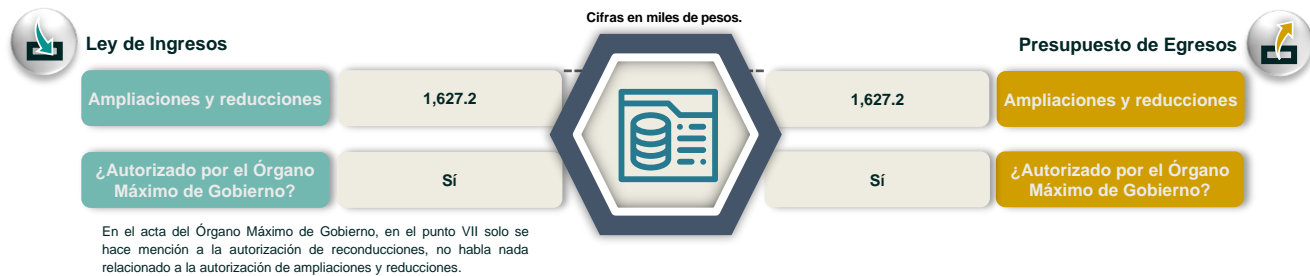 Cifras en miles de pesos.
Ley de Ingresos
Presupuesto de Egresos
Ampliaciones y reducciones
1,627.2
1,627.2
Ampliaciones y reducciones
¿Autorizado por el Órgano
Máximo de Gobierno?
Sí
Sí
¿Autorizado por el Órgano
Máximo de Gobierno?
En el acta del Órgano Máximo de Gobierno, en el punto VII solo se
hace mención a la autorización de reconducciones, no habla nada
relacionado a la autorización de ampliaciones y reducciones.